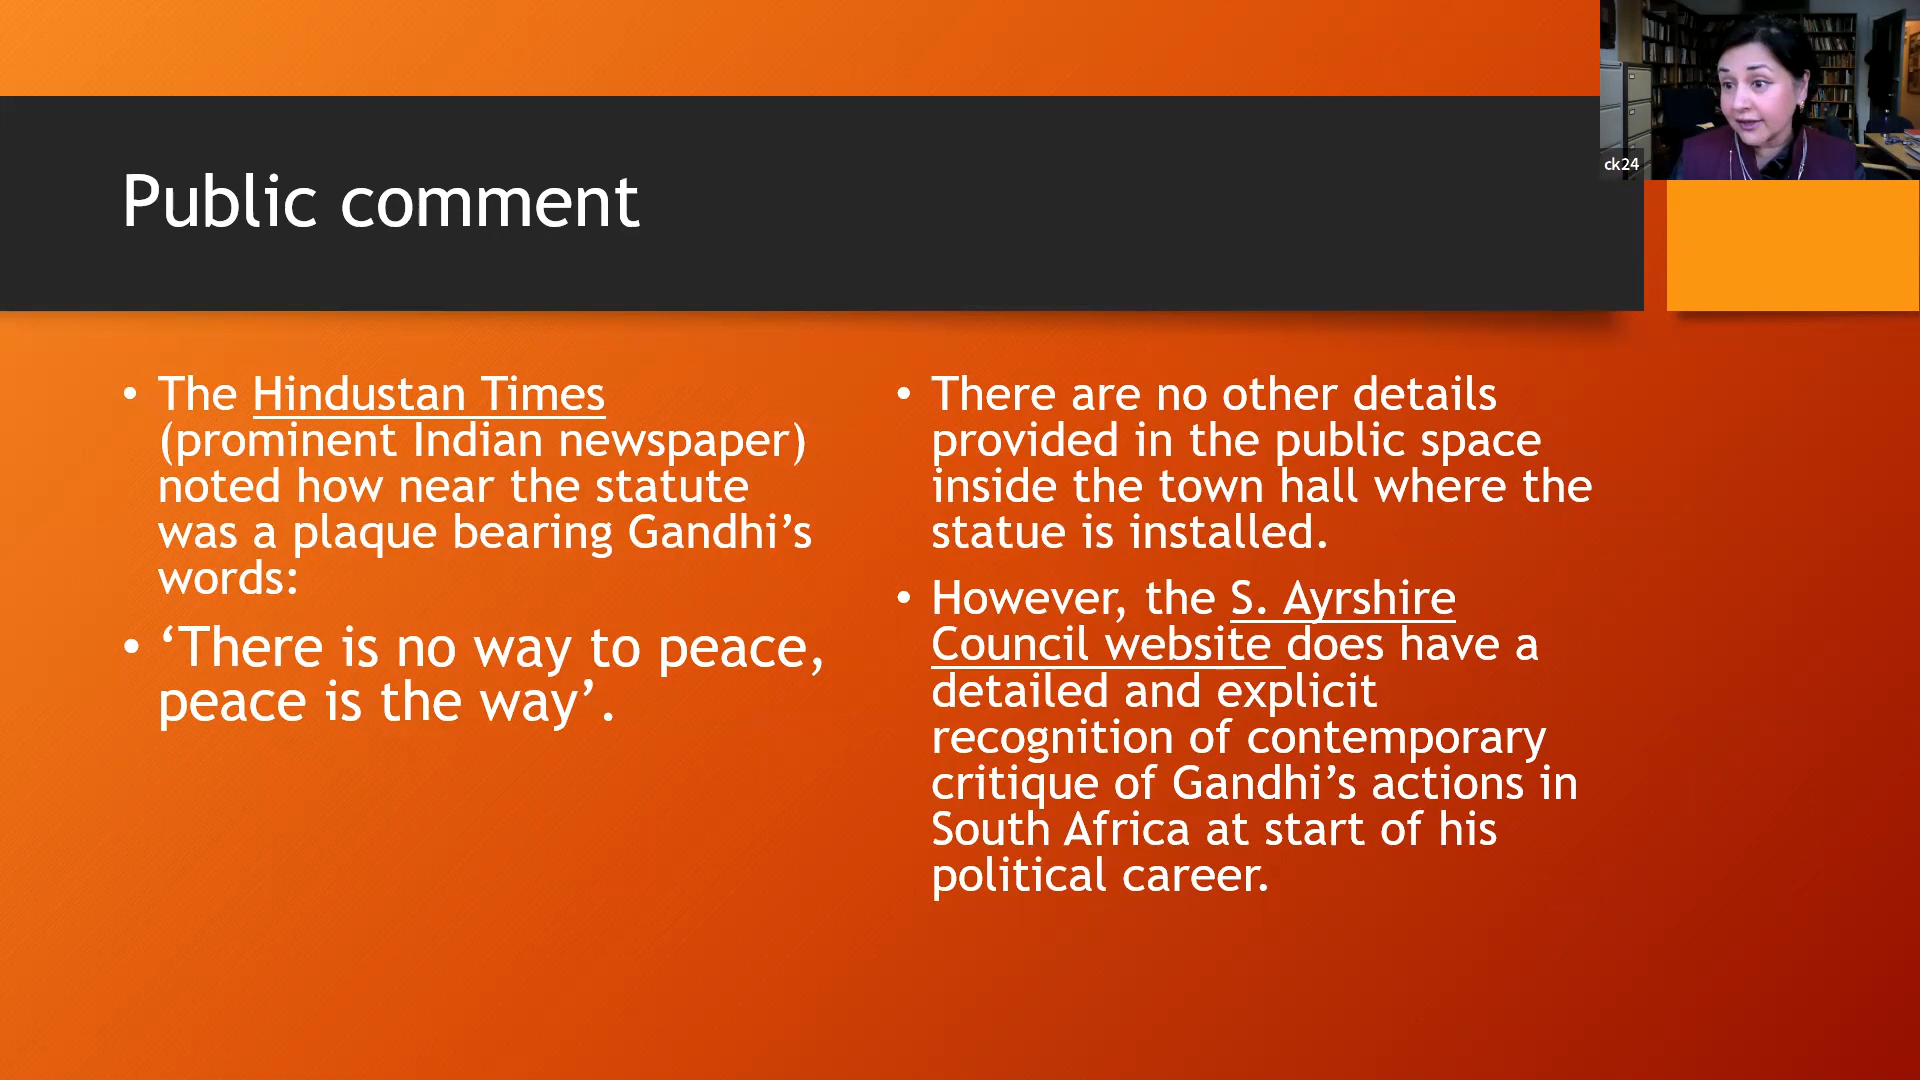 ck24
Public comment
• The Hindustan Times
(prominent Indian newspaper)
noted how near the statute
was a plaque bearing Gandhi’s
words:
• ‘There is no way to peace,
peace is the way’.
• There are no other details
provided in the public space
inside the town hall where the
statue is installed.
• However, the S. Ayrshire
Council website does have a
detailed and explicit
recognition of contemporary
critique of Gandhi’s actions in
South Africa at start of his
political career.